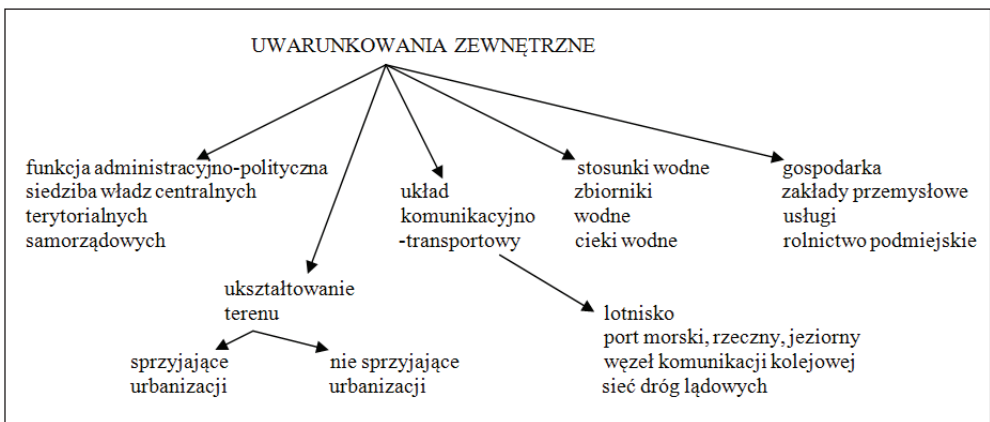 UWARUNKOWANIA ZEWNĘTRZNE
funkcja administracyjno-polityczna
siedziba władz centralnych
terytorialnych
samorządowych
ukształtowanie
terenu
sprzyjające
urbanizacji
nie sprzyjające
urbanizacji
układ
komunikacyjno
-transportowy
lotnisko
port morski, rzeczny, jeziorny
węzeł komunikacji kolejowej
sieć dróg lądowych
stosunki wodne
zbiorniki
wodne
cieki wodne
gospodarka
zakłady przemysłowe
usługi
rolnictwo podmiejskie